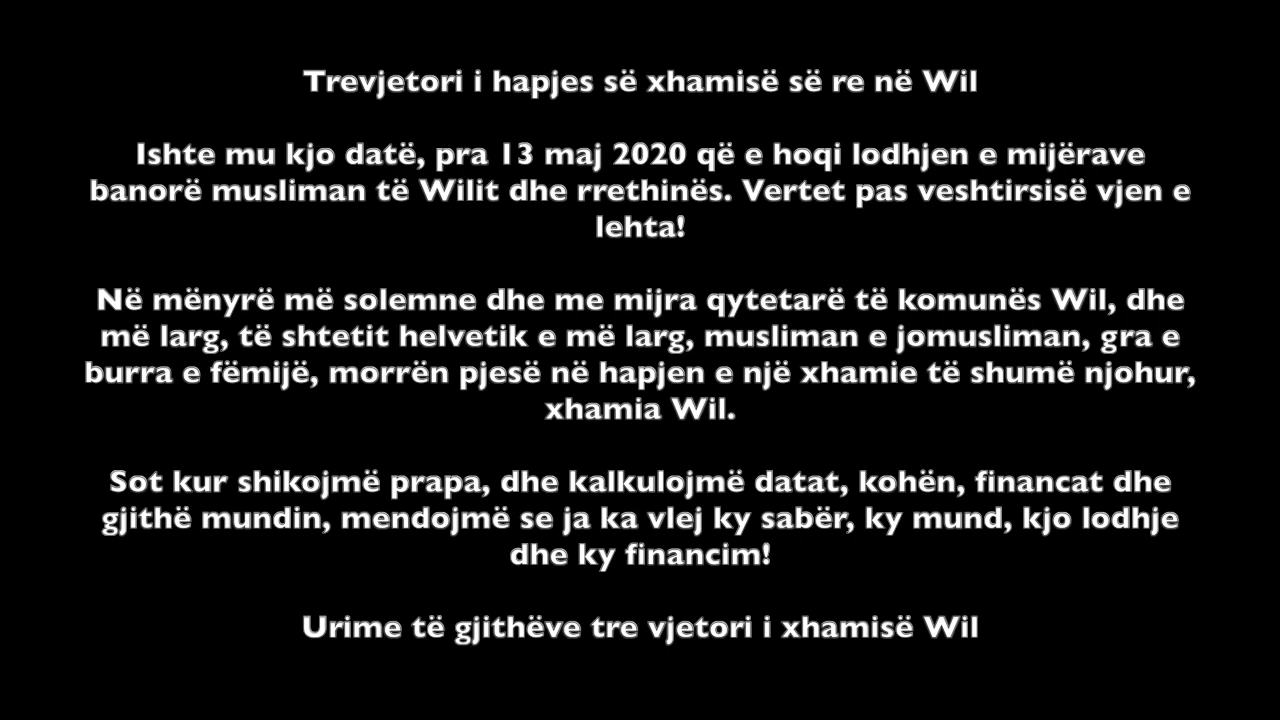 Trevjetori i hapjes së xhamisë së re në Wil
Ishte mu kjo datë, pra 13 maj 2020 që e hoqi lodhjen e mijërave
banorë musliman të Wilit dhe rrethinës. Vertet pas veshtirsisë vjen e
lehta!
Në mënyrë më solemne dhe me mijra qytetarë të komunës Wil, dhe
më larg, të shtetit helvetik e më larg, musliman e jomusliman, gra e
burra e fëmijë, morrën pjesë në hapjen e një xhamie të shumë njohur,
xhamia Wil.
Sot kur shikojmë prapa, dhe kalkulojmë datat, kohën, financat dhe
gjithë mundin, mendojmë se ja ka vlej ky sabër, ky mund, kjo lodhje
dhe ky financim!
Urime të gjithëve tre vjetori i xhamisë Wil